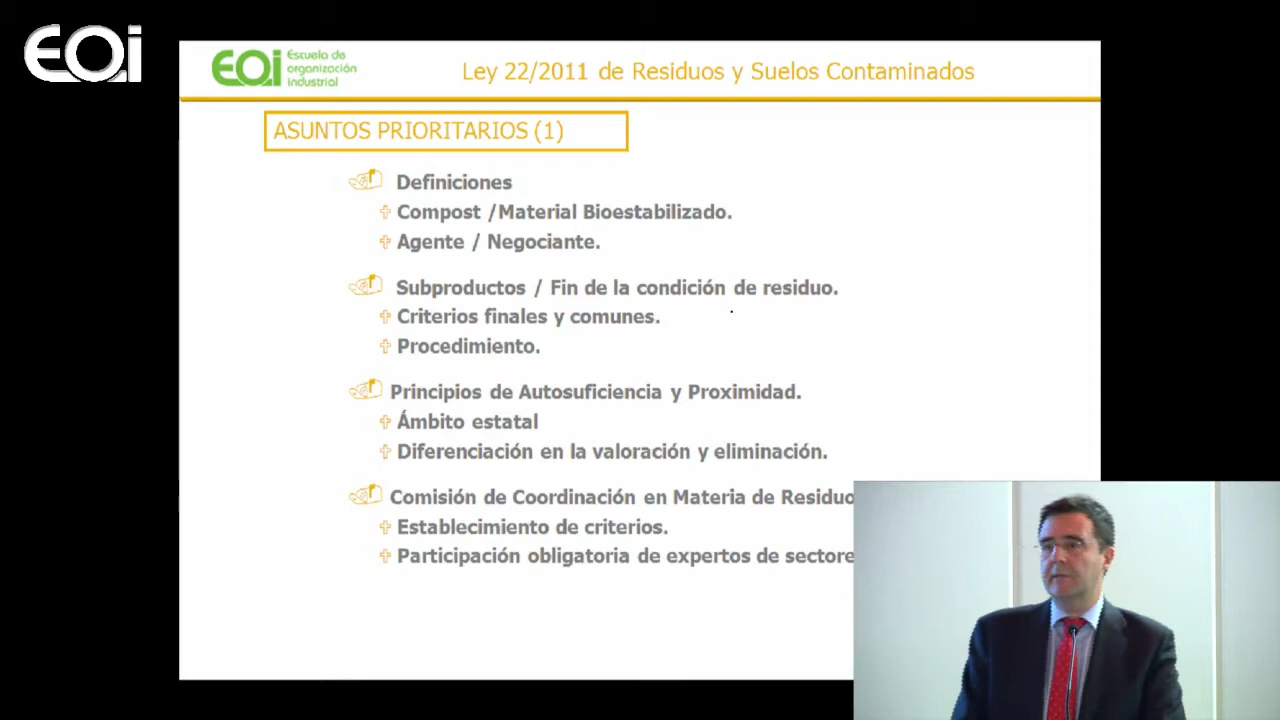 EOi
EOi Escuela de
organización
industrial
Ley 22/2011 de Residuos y Suelos Contaminados
ASUNTOS PRIORITARIOS (1)
Definiciones
Compost /Material Bioestabilizado.
Agente / Negociante.
Subproductos / Fin de la condición de residuo.
Criterios finales y comunes.
Procedimiento.
Principios de Autosuficiencia y Proximidad.
Ámbito estatal
Diferenciación en la valoración y eliminación.
Comisión de Coordinación en Materia de Residuo
Establecimiento de criterios.
Participación obligatoria de expertos de sectore